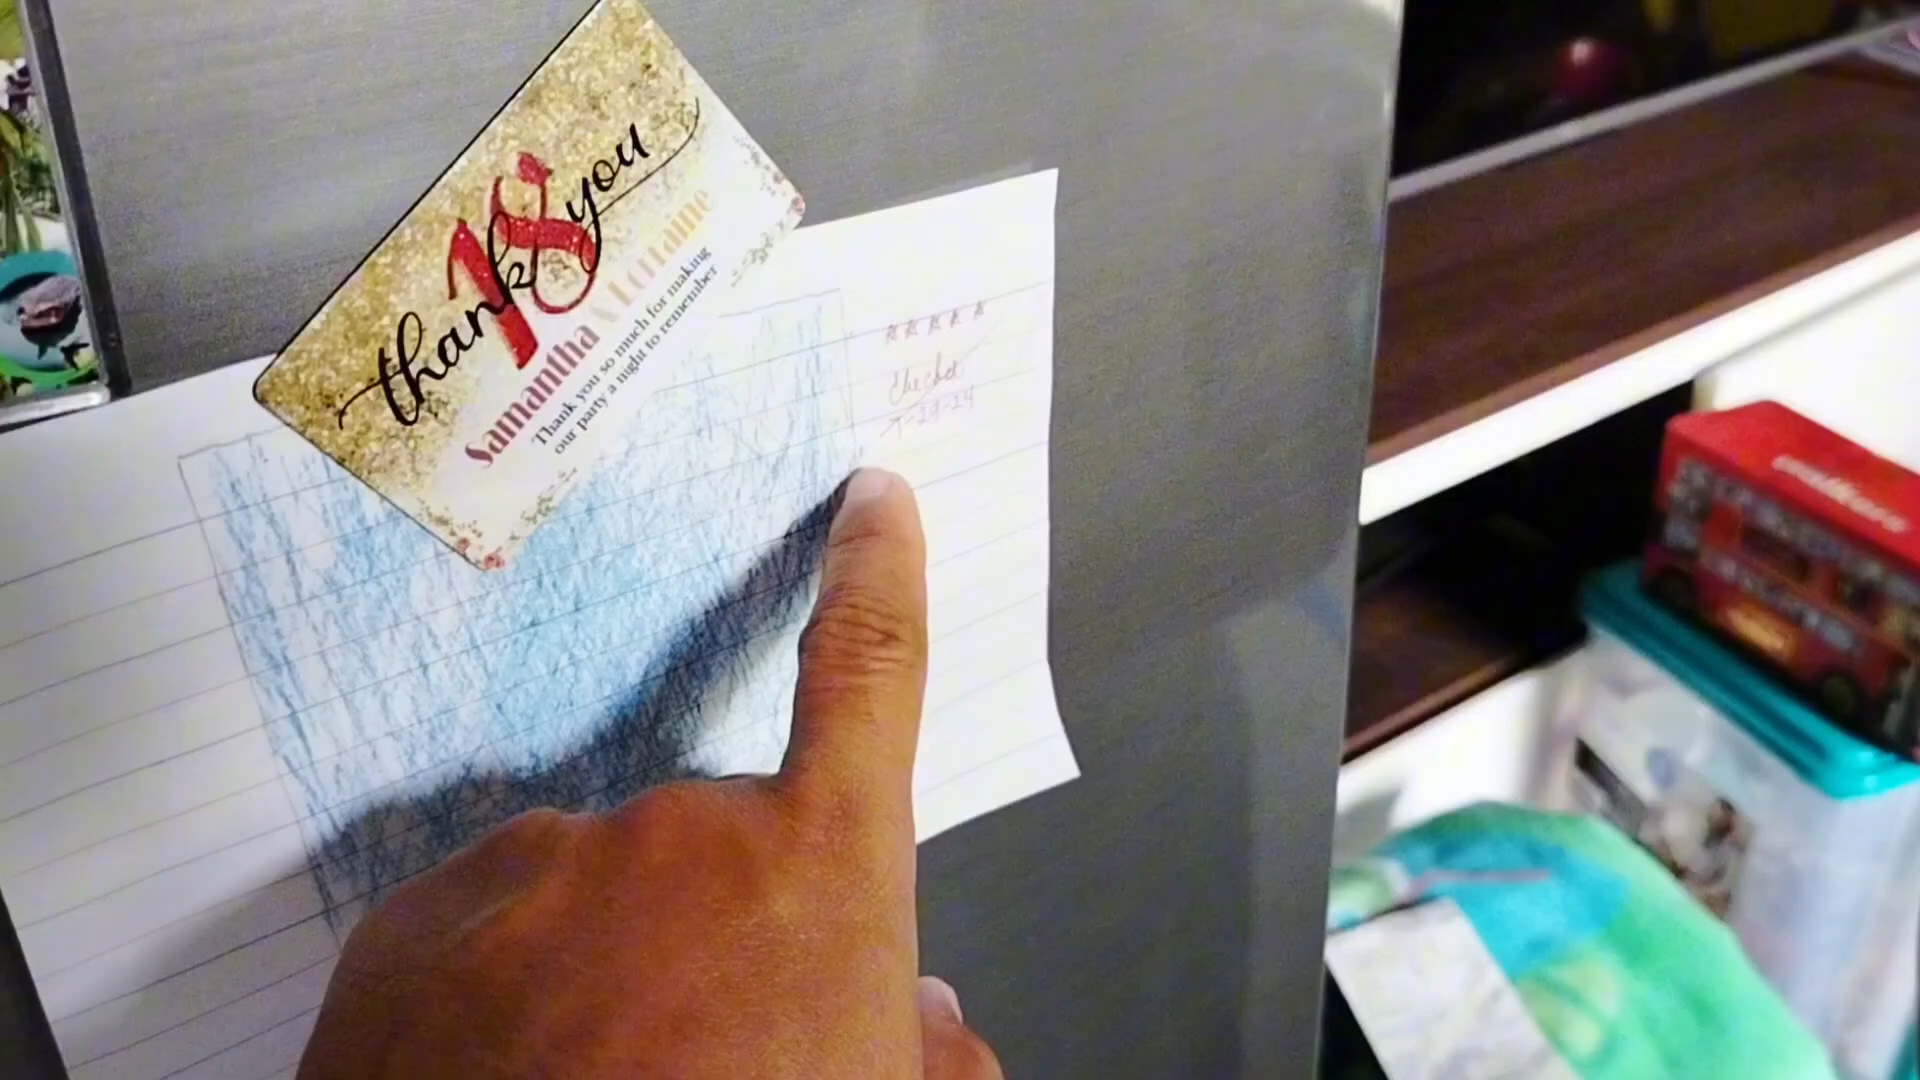 thank you
18
Samantha & Lorraine
Thank you so much for making
our party a night to remember
☆☆☆☆☆
Checked
7-29-24